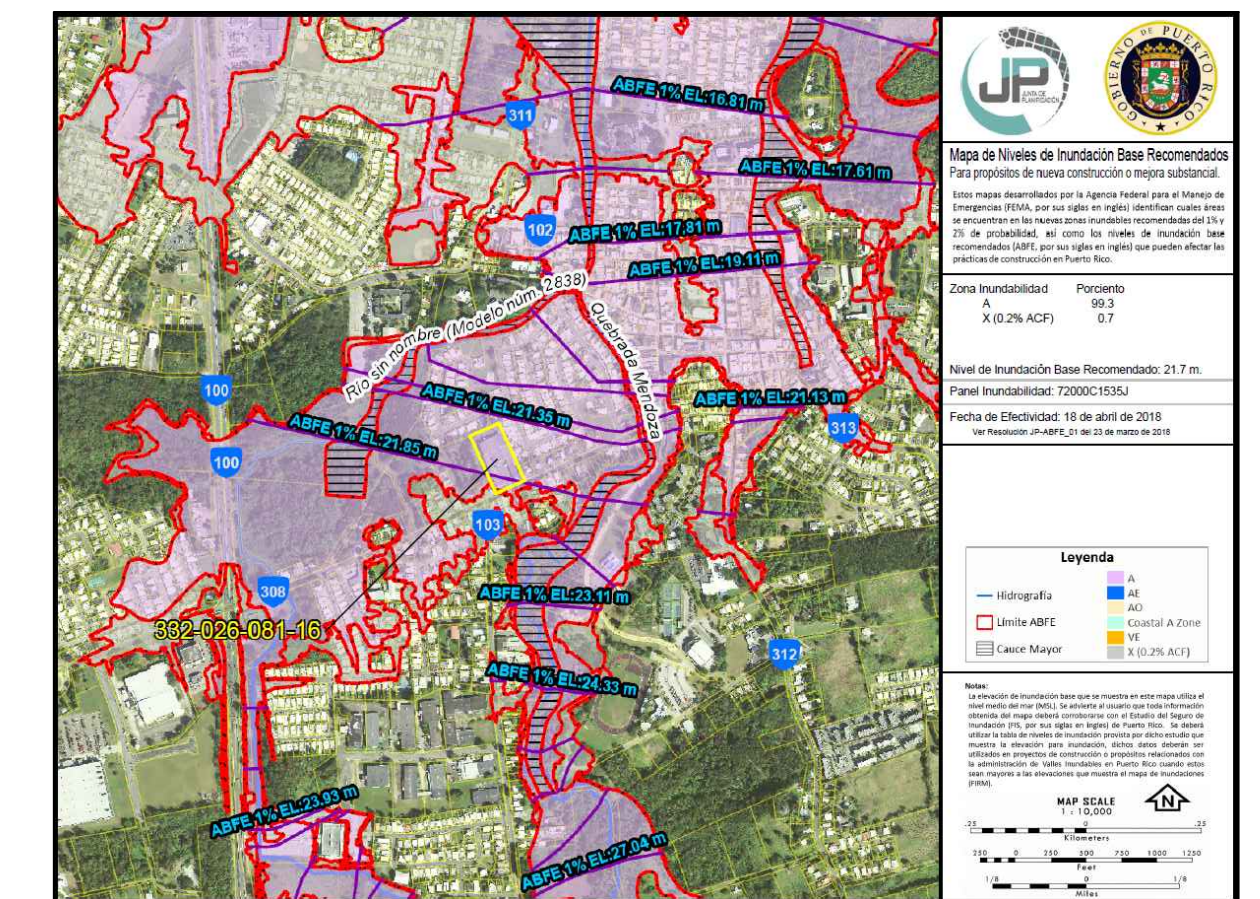 ABFE 1% EL:16.81 m
311
ABFE 1% EL:17.61 m
102
ABFE 1% EL:17.81 m
ABFE 1% EL:19.11 m
Río sin nombre (Modelo núm. 2838)
Quebrada Mendoza
100
ABFE 1% EL:21.35 m
ABFE 1% EL:21.13 m
313
ABFE 1% EL:21.85 m
100
103
308
ABFE 1% EL:23.11 m
332-026-081-16
312
ABFE 1% EL:24.33 m
ABFE 1% EL:23.93 m
ABFE 1% EL:27.04 m
JP
JUNTA DE
PLANIFICACIÓN
GOBIERNO DE PUERTO RICO
Mapa de Niveles de Inundación Base Recomendados
Para propósitos de nueva construcción o mejora substancial.
Estos mapas desarrollados por la Agencia Federal para el Manejo de
Emergencias (FEMA, por sus siglas en inglés) identifican cuales áreas
se encuentran en las nuevas zonas inundables recomendadas del 1% y
2% de probabilidad, así como los niveles de inundación base
recomendados (ABFE, por sus siglas en inglés) que pueden afectar las
prácticas de construcción en Puerto Rico.
Zona Inundabilidad Porciento
A 99.3
X (0.2% ACF) 0.7
Nivel de Inundación Base Recomendado: 21.7 m.
Panel Inundabilidad: 72000C1535J
Fecha de Efectividad: 18 de abril de 2018
Ver Resolución JP-ABFE_01 del 23 de marzo de 2018
Leyenda
Hidrografía
Límite ABFE
Cauce Mayor
A
AE
AO
Coastal A Zone
VE
X (0.2% ACF)
Notas:
La elevación de inundación base que se muestra en este mapa utiliza el
nivel medio del mar (MSL). Se advierte al usuario que toda información
obtenida del mapa deberá corroborarse con el Estudio del Seguro de
Inundación (FIS, por sus siglas en ingles) de Puerto Rico. Se deberá
utilizar la tabla de niveles de inundación provista por dicho estudio que
muestra la elevación para inundación, dichos datos deberán ser
utilizados en proyectos de construcción o propósitos relacionados con
la administración de Valles Inundables en Puerto Rico cuando estos
sean mayores a las elevaciones que muestra el mapa de inundaciones
(FIRM).
MAP SCALE
1 : 10,000
N
.25 0 .25
Kilometers
250 0 250 500 750 1000 1250
Feet
1/8 0 1/8
Miles